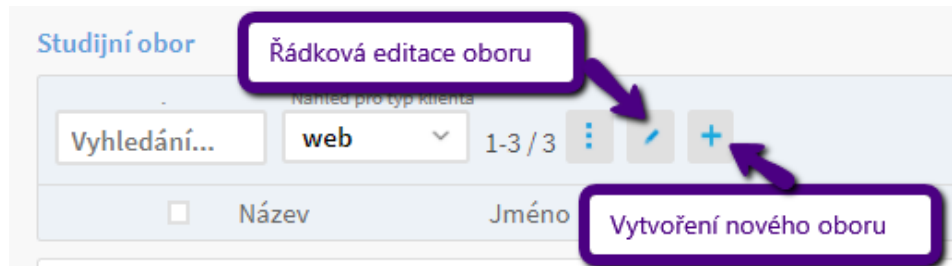 Studijní obor
Řádková editace oboru
Náhled pro typ klienta
Vyhledání...
web
1-3 / 3
Název
Jméno
Vytvoření nového oboru